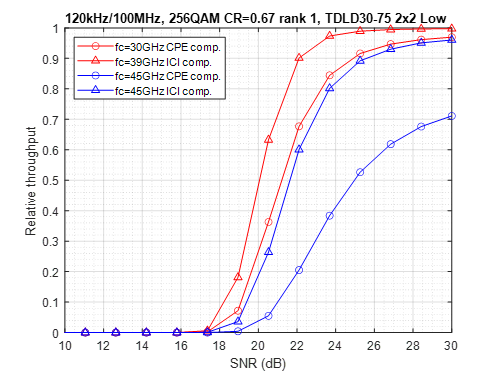 120kHz/100MHz, 256QAM CR=0.67 rank 1, TDLD30-75 2x2 Low
fc=30GHz CPE comp.
fc=39GHz ICI comp.
fc=45GHz CPE comp.
fc=45GHz ICI comp.
Relative throughput
1
0.9
0.8
0.7
0.6
0.5
0.4
0.3
0.2
0.1
0
10 12 14 16 18 20 22 24 26 28 30
SNR (dB)